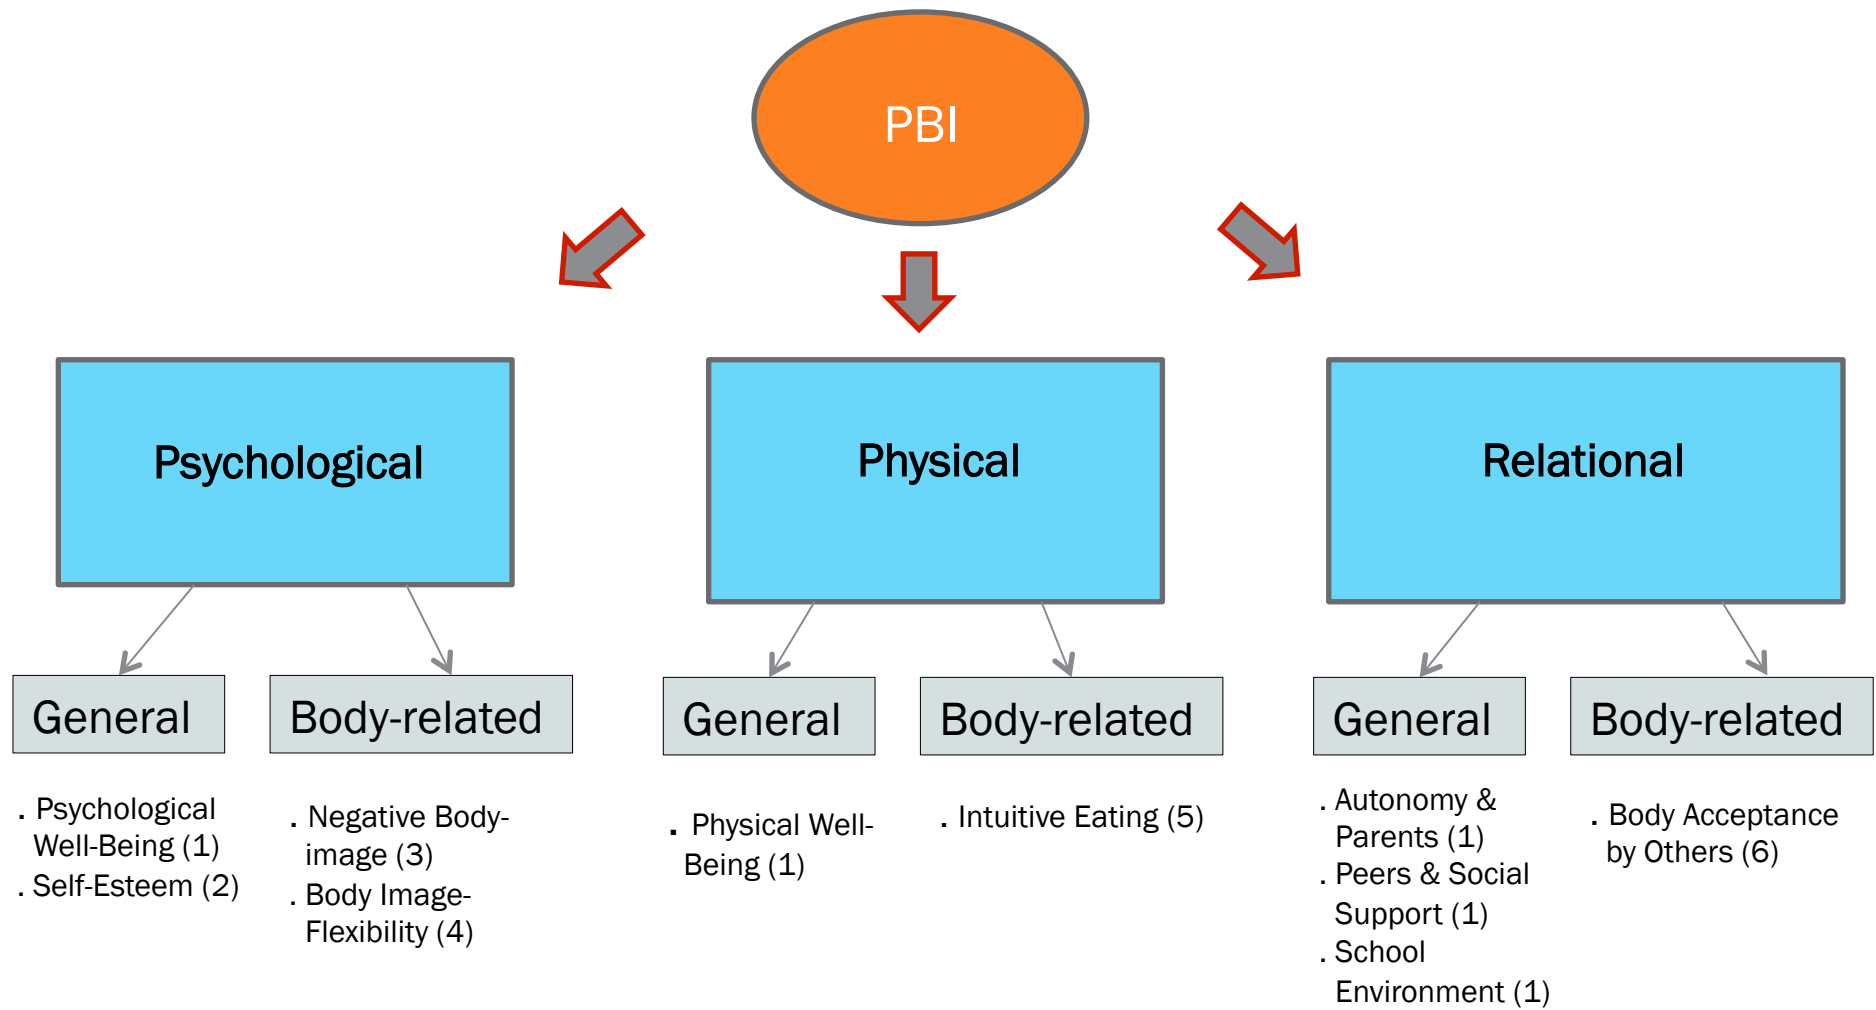 PBI
Psychological
Physical
Relational
General
Body-related
General
Body-related
General
Body-related
. Psychological
Well-Being (1)
. Self-Esteem (2)
. Negative Body-
image (3)
. Body Image-
Flexibility (4)
. Physical Well-
Being (1)
. Intuitive Eating (5)
. Autonomy &
Parents (1)
. Peers & Social
Support (1)
. School
Environment (1)
. Body Acceptance
by Others (6)